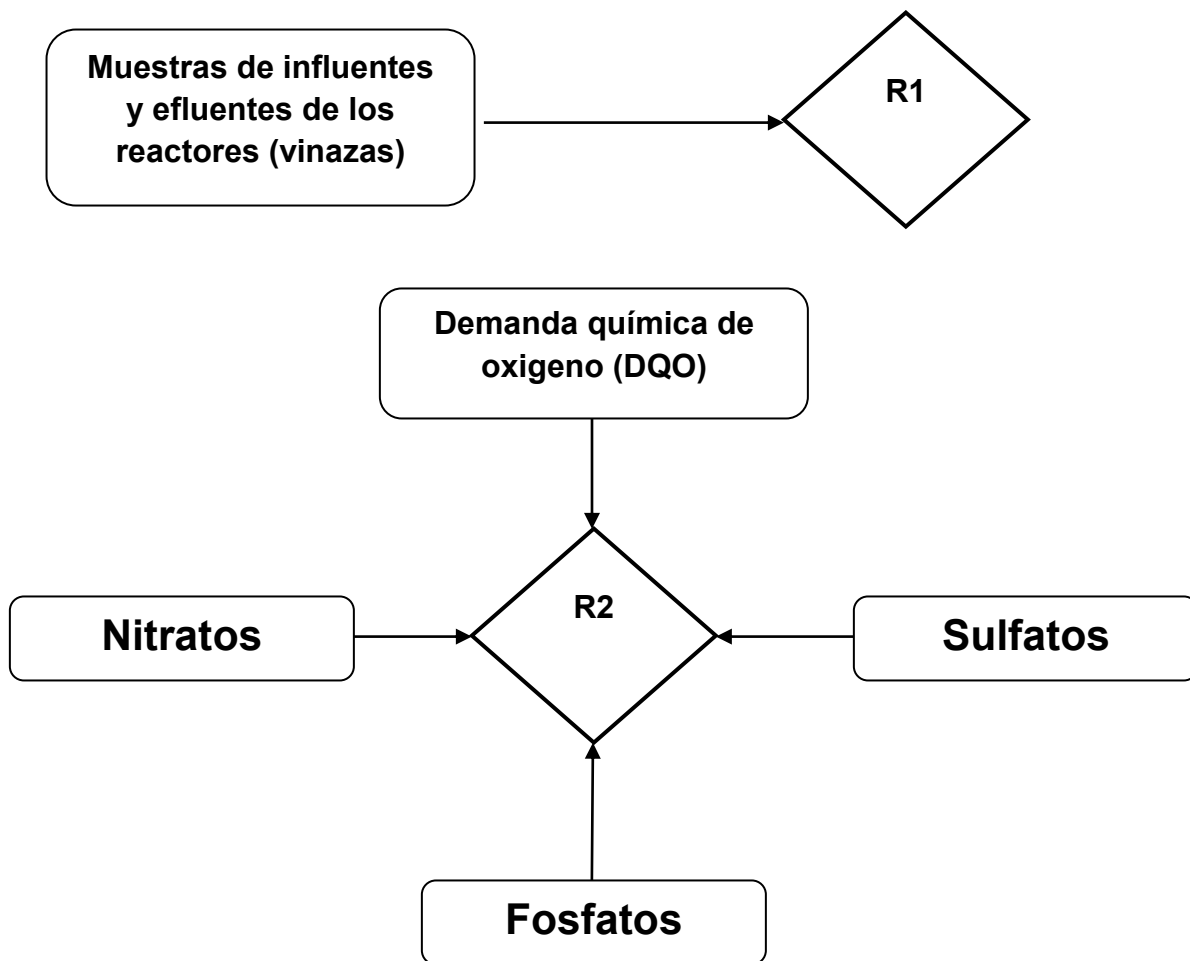 Muestras de influentes
y efluentes de los
reactores (vinazas)
R1
Demanda química de
oxigeno (DQO)
R2
Nitratos
Sulfatos
Fosfatos